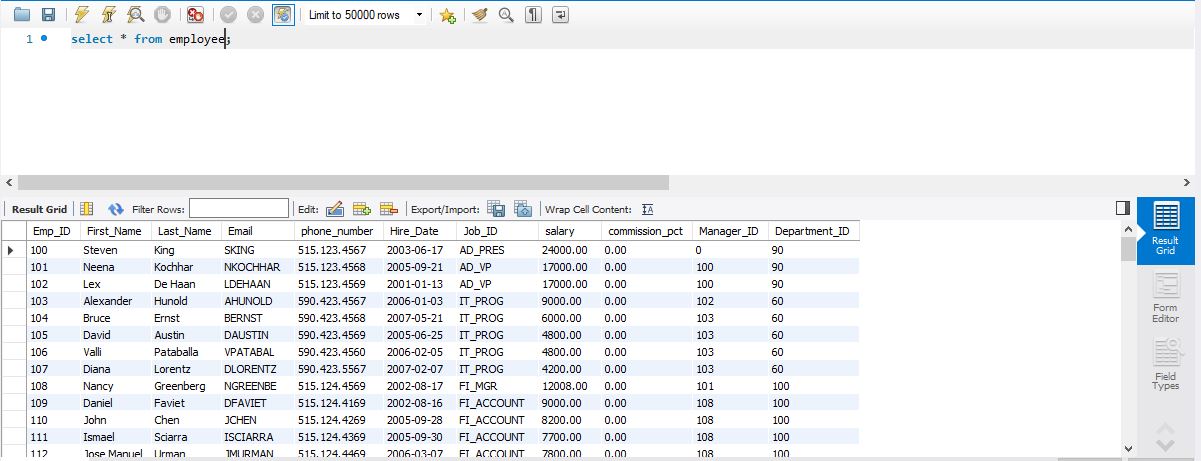 Limit to 50000 rows
1 select * from employee;
Result Grid Filter Rows: Edit: Export/Import: Wrap Cell Content:
Emp_ID First_Name Last_Name Email phone_number Hire_Date Job_ID salary commission_pct Manager_ID Department_ID
100 Steven King SKING 515.123.4567 2003-06-17 AD_PRES 24000.00 0.00 0 90
101 Neena Kochhar NKOCHHAR 515.123.4568 2005-09-21 AD_VP 17000.00 0.00 100 90
102 Lex De Haan LDEHAAN 515.123.4569 2001-01-13 AD_VP 17000.00 0.00 100 90
103 Alexander Hunold AHUNOLD 590.423.4567 2006-01-03 IT_PROG 9000.00 0.00 102 60
104 Bruce Ernst BERNST 590.423.4568 2007-05-21 IT_PROG 6000.00 0.00 103 60
105 David Austin DAUSTIN 590.423.4569 2005-06-25 IT_PROG 4800.00 0.00 103 60
106 Valli Pataballa VPATABAL 590.423.4560 2006-02-05 IT_PROG 4800.00 0.00 103 60
107 Diana Lorentz DLORENTZ 590.423.5567 2007-02-07 IT_PROG 4200.00 0.00 103 60
108 Nancy Greenberg NGREENBE 515.124.4569 2002-08-17 FI_MGR 12008.00 0.00 101 100
109 Daniel Faviet DFAVIET 515.124.4169 2002-08-16 FI_ACCOUNT 9000.00 0.00 108 100
110 John Chen JCHEN 515.124.4269 2005-09-28 FI_ACCOUNT 8200.00 0.00 108 100
111 Ismael Sciarra ISCIARRA 515.124.4369 2005-09-30 FI_ACCOUNT 7700.00 0.00 108 100
112 Jose Manuel Urman JMURMAN 515.124.4469 2006-03-07 FI_ACCOUNT 7800.00 0.00 108 100
Result
Grid
Form
Editor
Field
Types